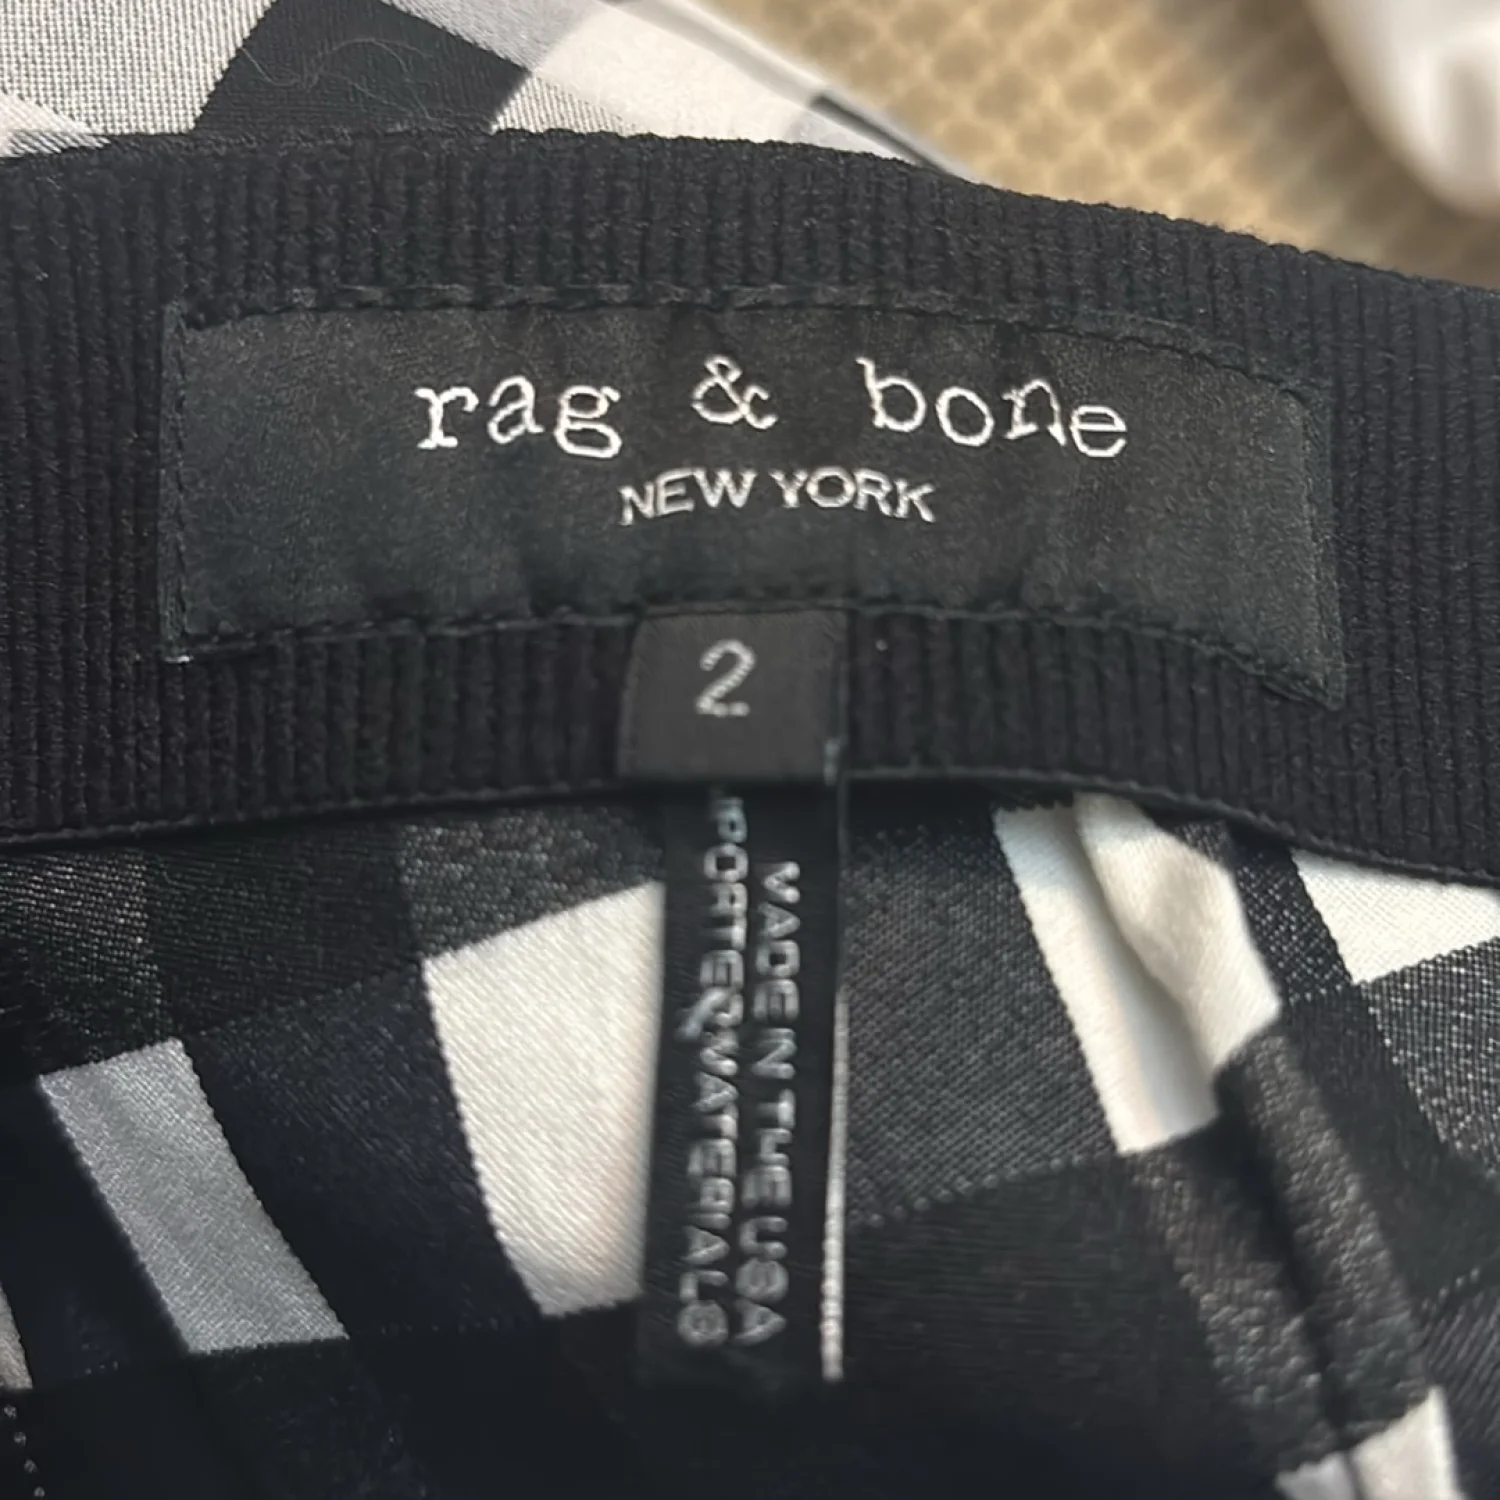 rag & bone
NEW YORK
2
MADE IN THE USA
IMPORTED MATERIALS